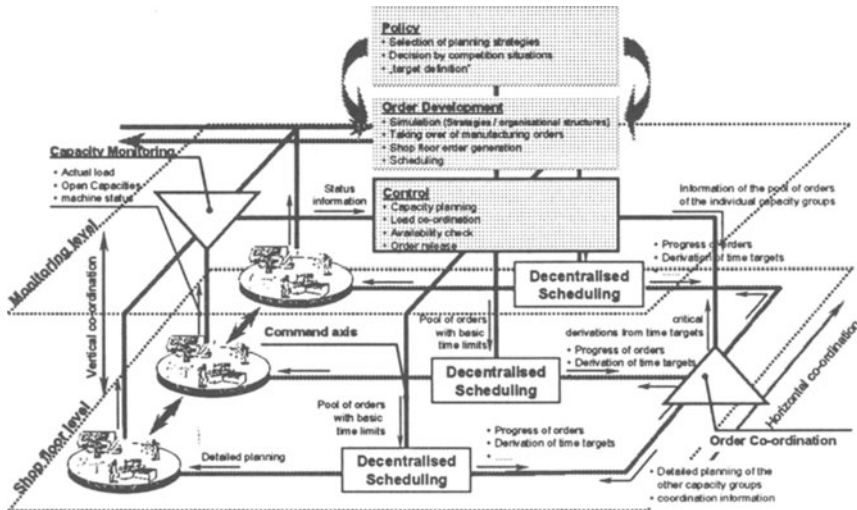 Policy
• Selection of planning strategies
• Decision by competition situations
• „target definition"
Order Development
• Simulation (Strategies / organisational structures)
• Taking over of manufacturing orders
• Shop floor order generation
• Scheduling
Capacity Monitoring
• Actual load
• Open Capacities
• machine status
Status
information
Control
• Capacity planning
• Load co-ordination
• Availability check
• Order release
Information of the pool of orders
of the individual capacity groups
Monitoring level
• Progress of orders
• Derivation of time targets
Decentralised
Scheduling
Vertical co-ordination
Command axis
Pool of orders
with basic
time limits
critical
derivations from time targets
• Progress of orders
• Derivation of time targets
Decentralised
Scheduling
Horizontal co-ordination
Shop floor level
Pool of orders
with basic
time limits
• Progress of orders
• Derivation of time targets
• ......
Order Co-ordination
Detailed planning
Decentralised
Scheduling
• Detailed planning of the
other capacity groups
• coordination information